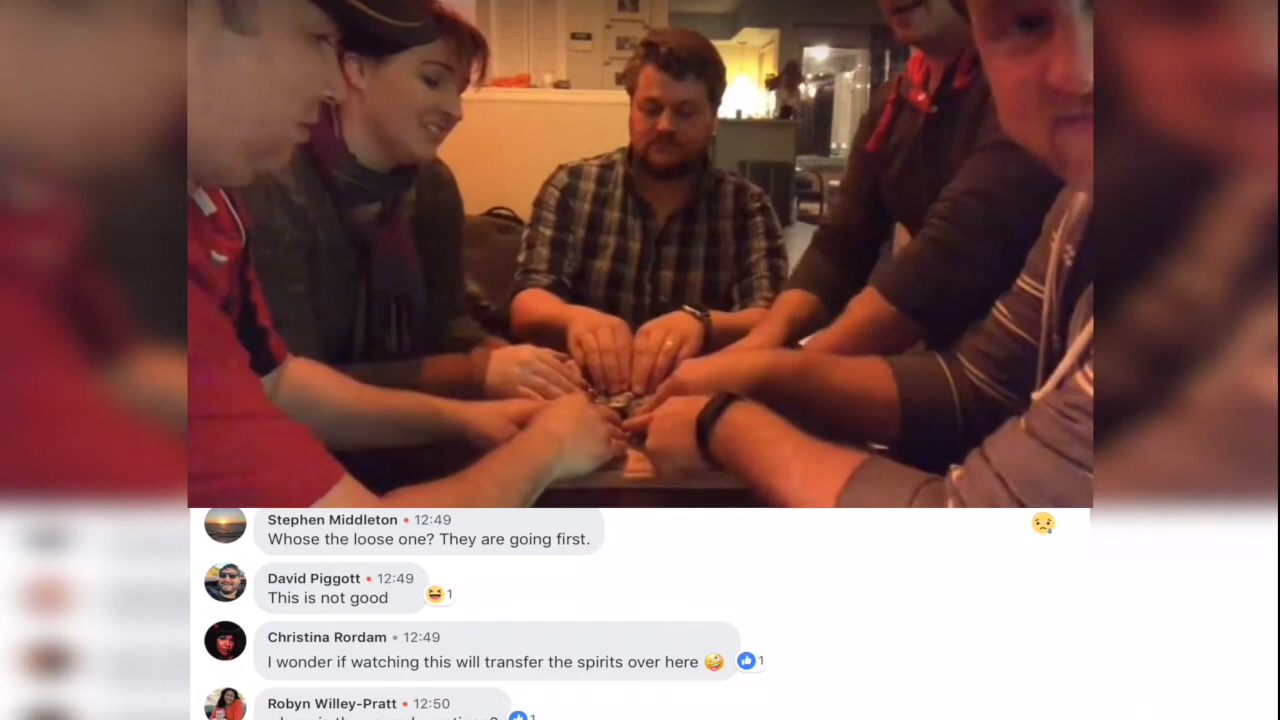 Stephen Middleton • 12:49
Whose the loose one? They are going first.
David Piggott • 12:49
This is not good
1
Christina Rordam • 12:49
I wonder if watching this will transfer the spirits over here 🤪
1
Robyn Willey-Pratt • 12:50
1